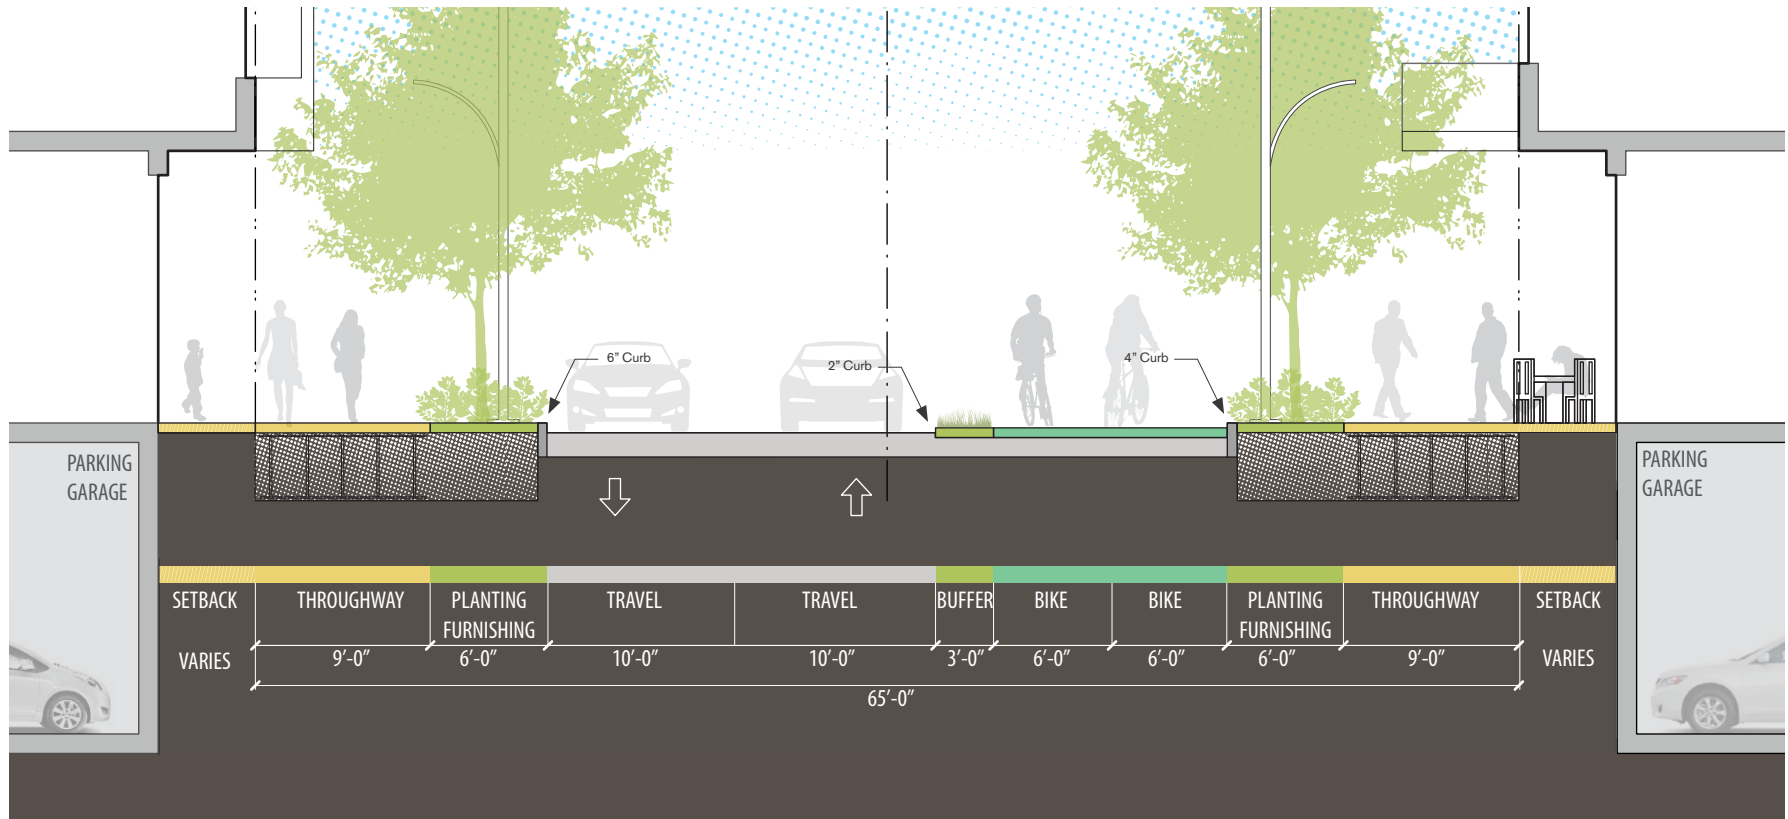 6” Curb
2” Curb
4” Curb
PARKING
GARAGE
PARKING
GARAGE
SETBACK THROUGHWAY PLANTING TRAVEL TRAVEL BUFFER BIKE BIKE PLANTING THROUGHWAY SETBACK
FURNISHING FURNISHING
VARIES 9’-0” 6’-0” 10’-0” 10’-0” 3’-0” 6’-0” 6’-0” 6’-0” 9’-0” VARIES
65’-0”